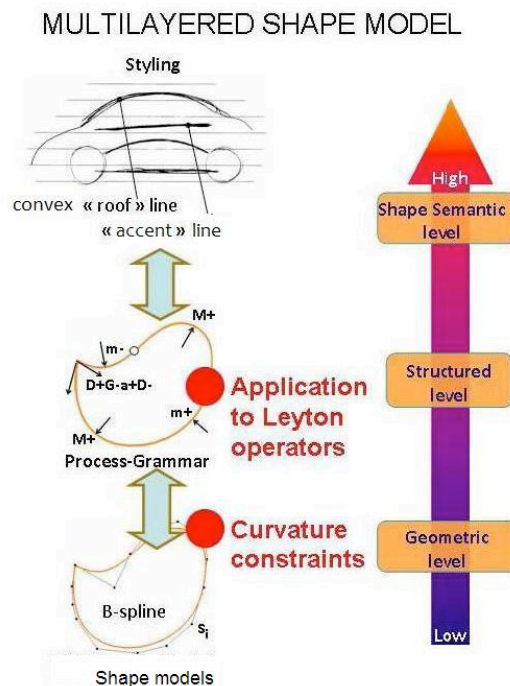 MULTILAYERED SHAPE MODEL
Styling
convex « roof» line
« accent » line
High
Shape Semantic
level
M+
m-
D+G-a+D-
m+
M+
Process-Grammar
Application
to Leyton
operators
Structured
level
Curvature
constraints
Geometric
level
B-spline
si
Low
Shape models